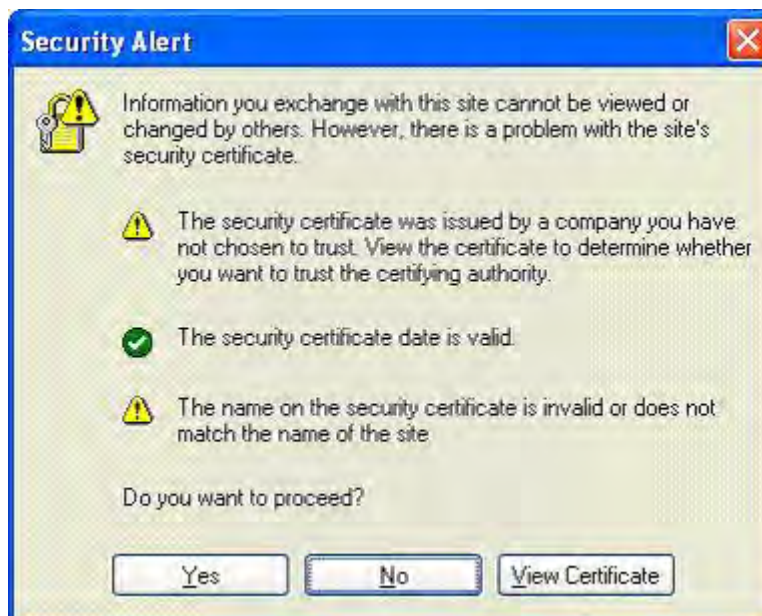 Security Alert
Information you exchange with this site cannot be viewed or
changed by others. However, there is a problem with the site's
security certificate.
The security certificate was issued by a company you have
not chosen to trust. View the certificate to determine whether
you want to trust the certifying authority.
The security certificate date is valid.
The name on the security certificate is invalid or does not
match the name of the site
Do you want to proceed?
Yes No View Certificate